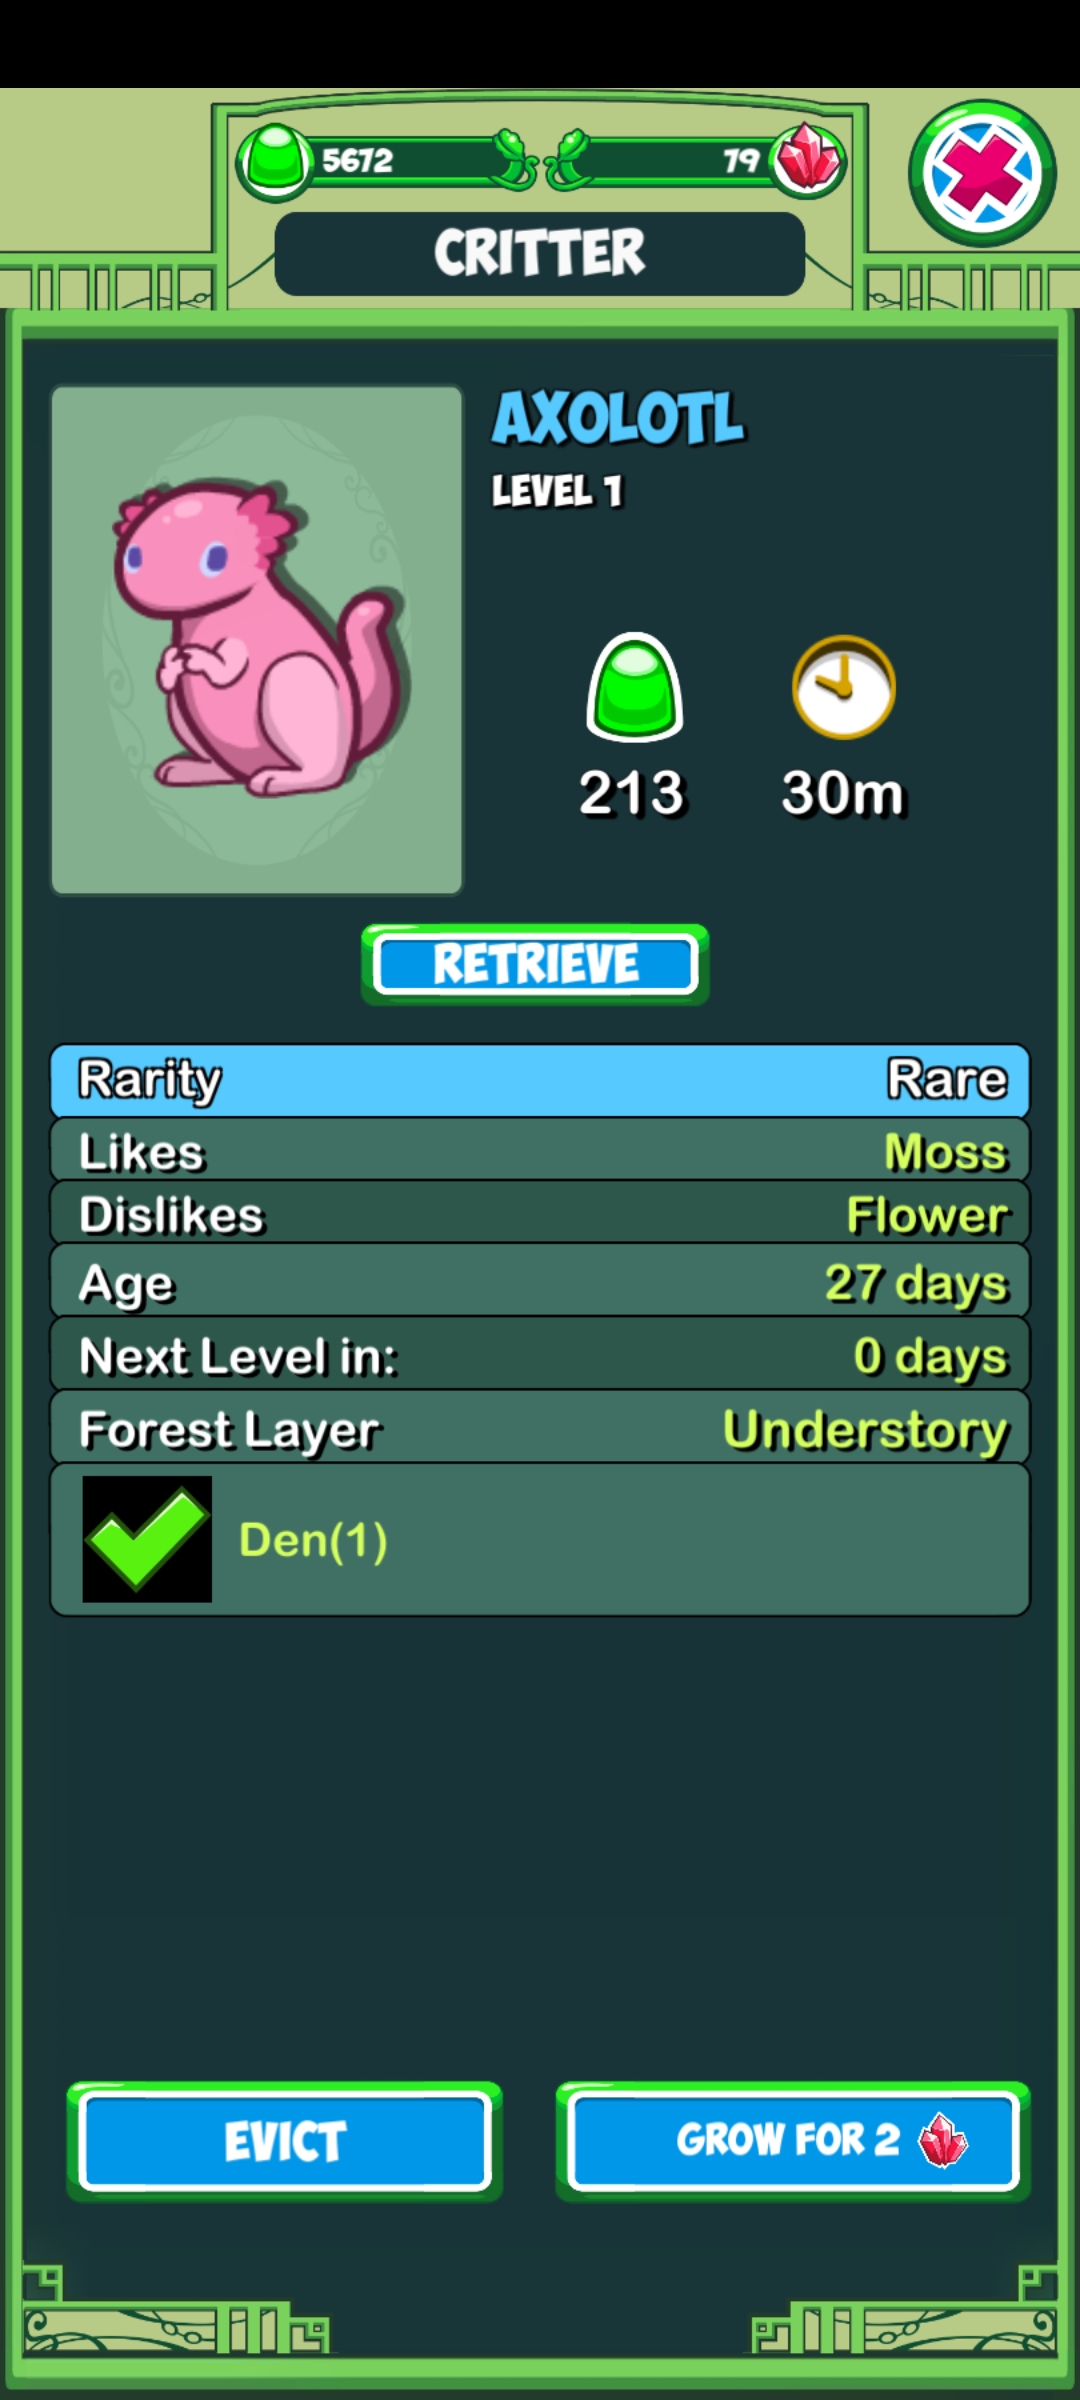 5672
79
CRITTER
AXOLOTL
LEVEL 1
213
30m
RETRIEVE
Rarity Rare
Likes Moss
Dislikes Flower
Age 27 days
Next Level in: 0 days
Forest Layer Understory
Den(1)
EVICT
GROW FOR 2